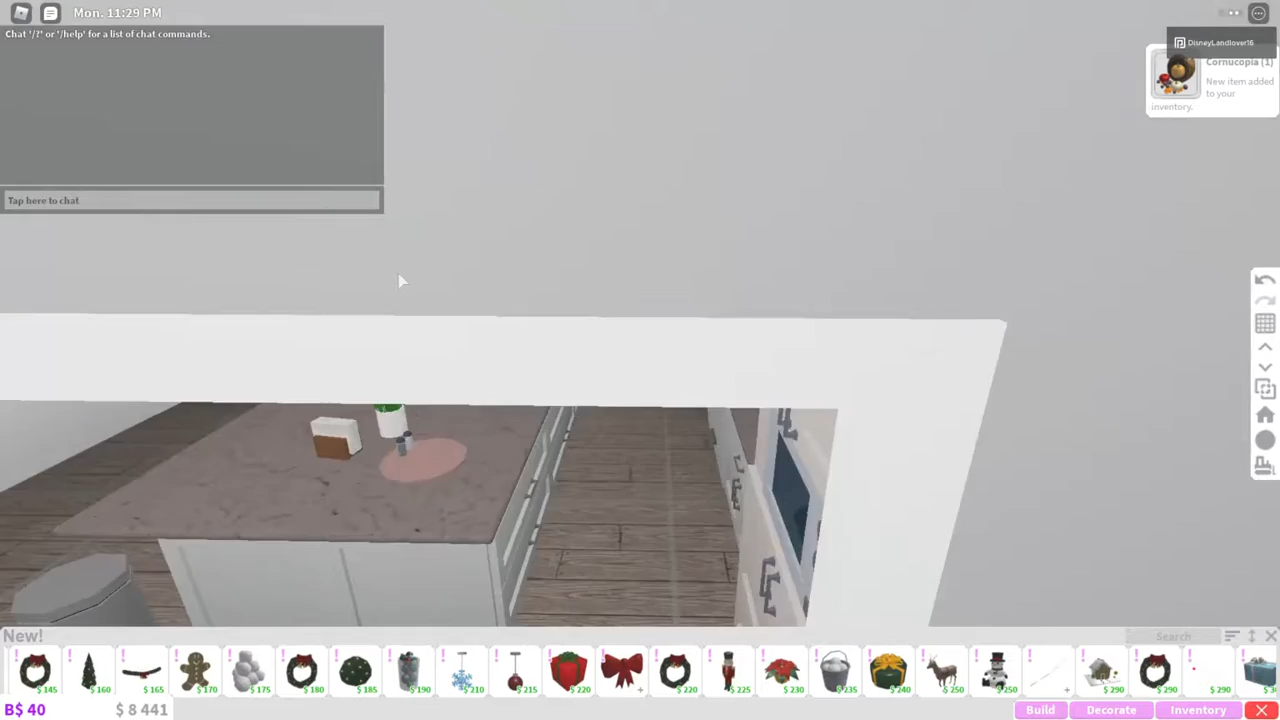 Mon. 11:29 PM
Chat '/?' or '/help' for a list of chat commands.
DisneyLandlover16
Cornucopia (1)
New item added
to your
inventory.
Tap here to chat
New!
Search
$ 145
$ 160
$ 165
$ 170
$ 175
$ 180
$ 185
$ 190
$ 210
$ 215
$ 220
$ 220
$ 225
$ 230
$ 235
$ 240
$ 250
$ 250
$ 290
$ 290
$ 290
B$ 40
$ 8 441
Build
Decorate
Inventory